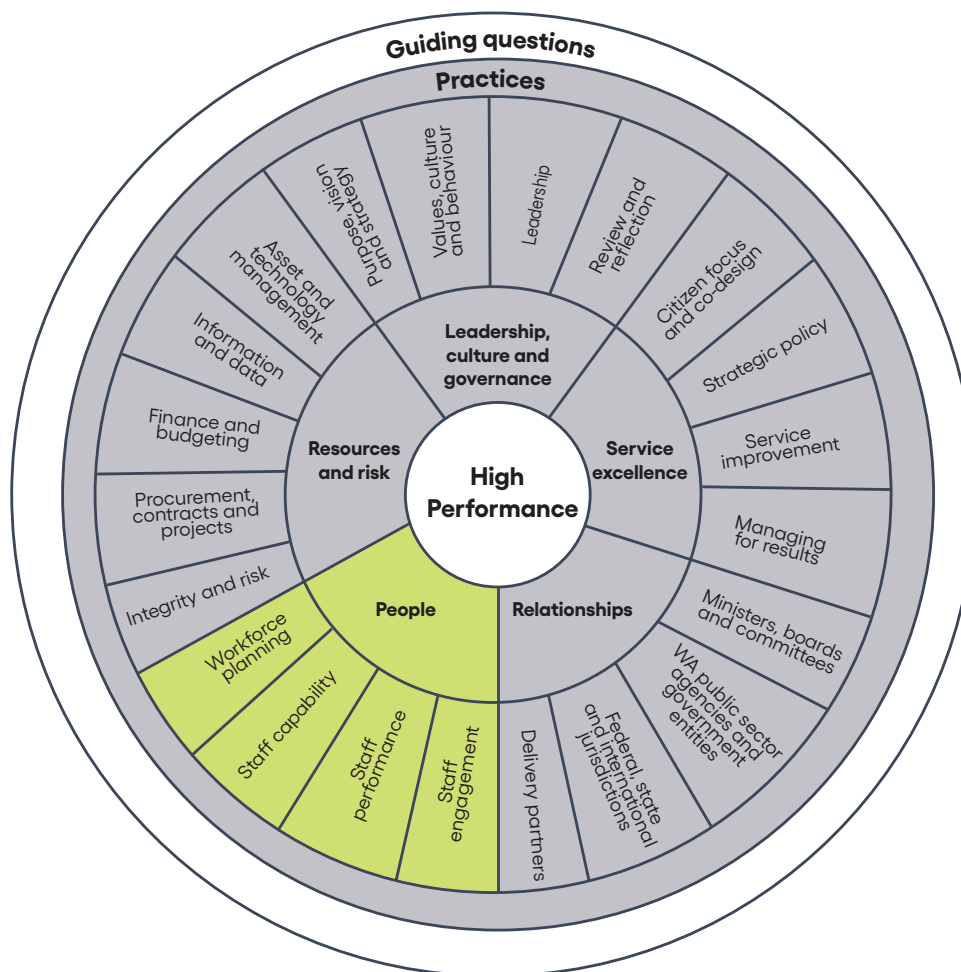 Guiding questions
Practices
Purpose, vision
and strategy
Values, culture
and behaviour
Leadership
Review and
reflection
Citizen focus
and co-design
Strategic policy
Service
improvement
Managing
for results
Ministers, boards
and committees
WA public sector
agencies and
government
entities
Federal, state
and international
jurisdictions
Delivery partners
Staff
engagement
Staff
performance
Staff capability
Workforce
planning
Integrity and risk
Procurement,
contracts and
projects
Finance and
budgeting
Information
and data
Asset and
technology
management
Leadership,
culture and
governance
Service
excellence
Relationships
People
Resources
and risk
High
Performance